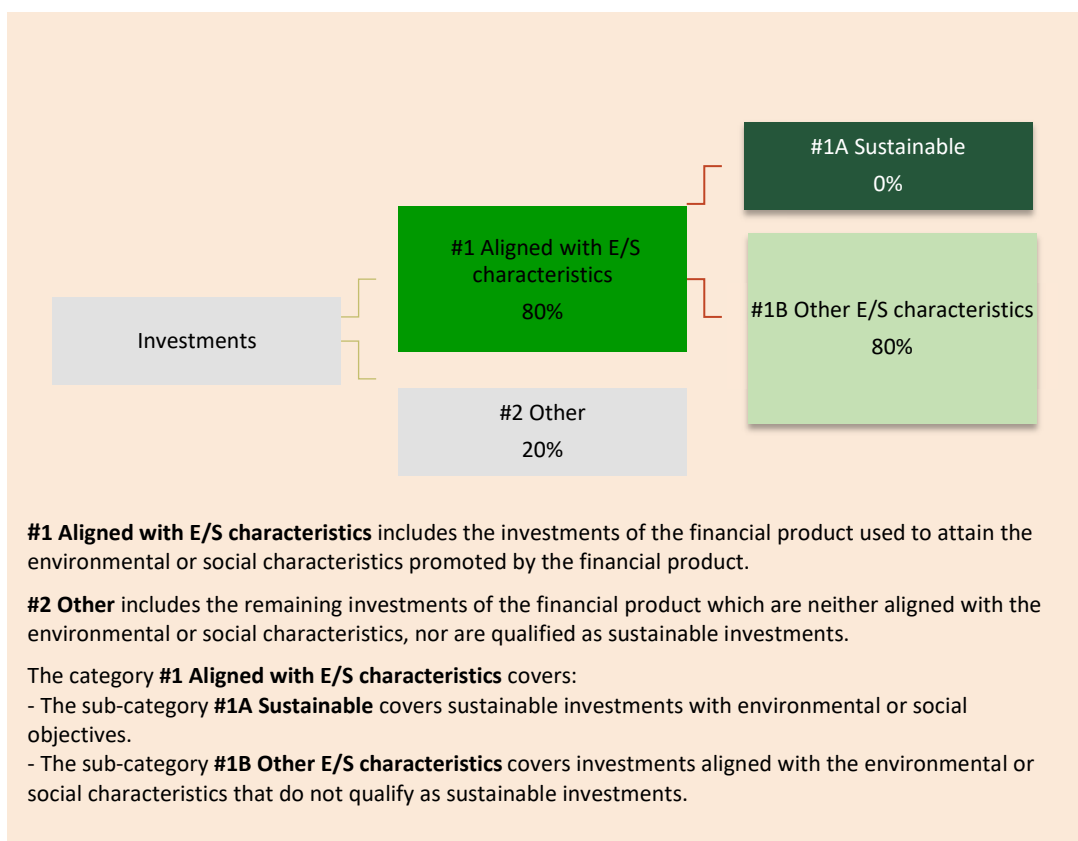 #1A Sustainable
0%
#1 Aligned with E/S
characteristics
80%
#1B Other E/S characteristics
80%
Investments
#2 Other
20%
#1 Aligned with E/S characteristics includes the investments of the financial product used to attain the
environmental or social characteristics promoted by the financial product.
#2 Other includes the remaining investments of the financial product which are neither aligned with the
environmental or social characteristics, nor are qualified as sustainable investments.
The category #1 Aligned with E/S characteristics covers:
- The sub-category #1A Sustainable covers sustainable investments with environmental or social
objectives.
- The sub-category #1B Other E/S characteristics covers investments aligned with the environmental or
social characteristics that do not qualify as sustainable investments.